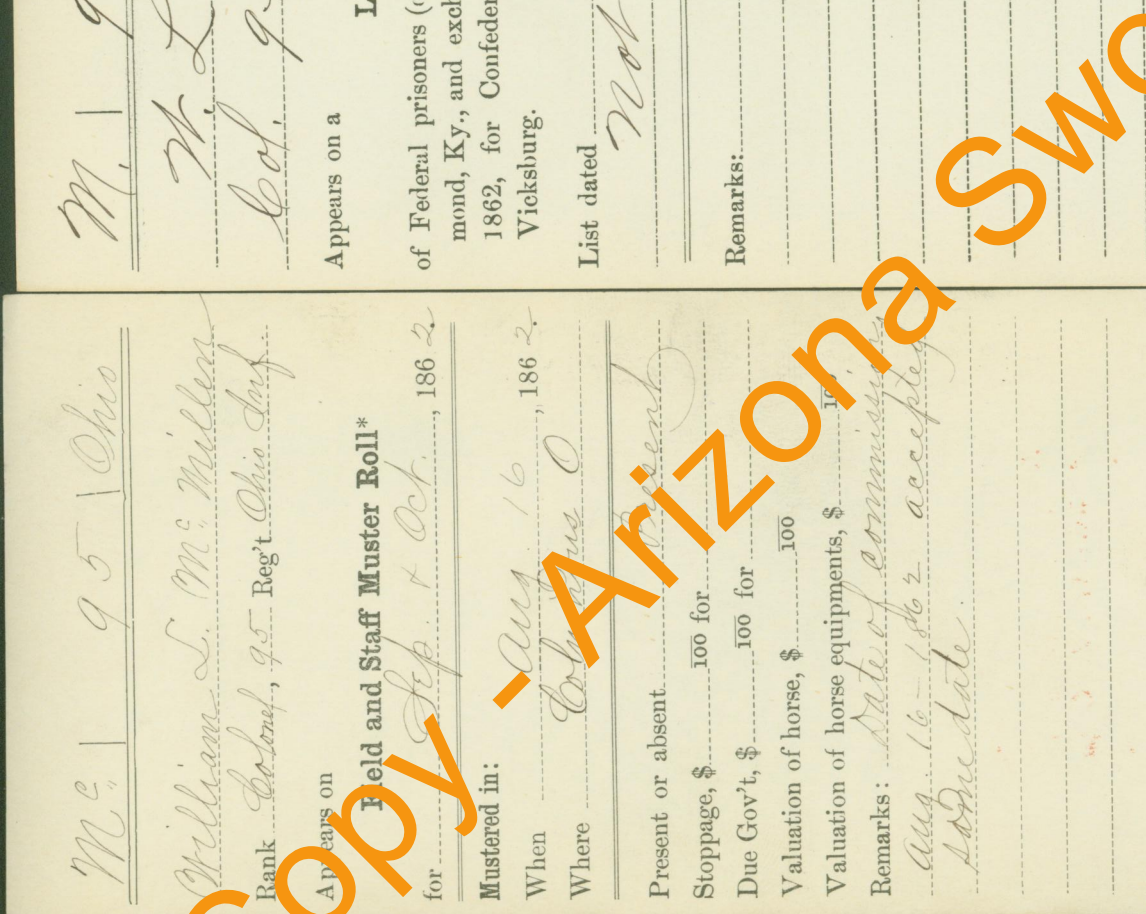 Mc | 95 | Ohio
William L. McMillen
Rank Colonel, 95 Reg't Ohio Inf.
Appears on
Field and Staff Muster Roll*
for Sep. & Oct., 1862.
Mustered in:
When Aug. 16, 1862.
Where Columbus O
Present or absent Present
Stoppage, $ 100 for
Due Gov't, $ 100 for
Valuation of horse, $ 100
Valuation of horse equipments, $ 100
Remarks: Date of commission
Aug. 16-1862 accepted
same date.
M. | 9
W. L
Col. 9
Appears on a
L
of Federal prisoners (
mond, Ky., and exch
1862, for Confeder
Vicksburg.
List dated
Not
Remarks:
Copy - Arizona Swo